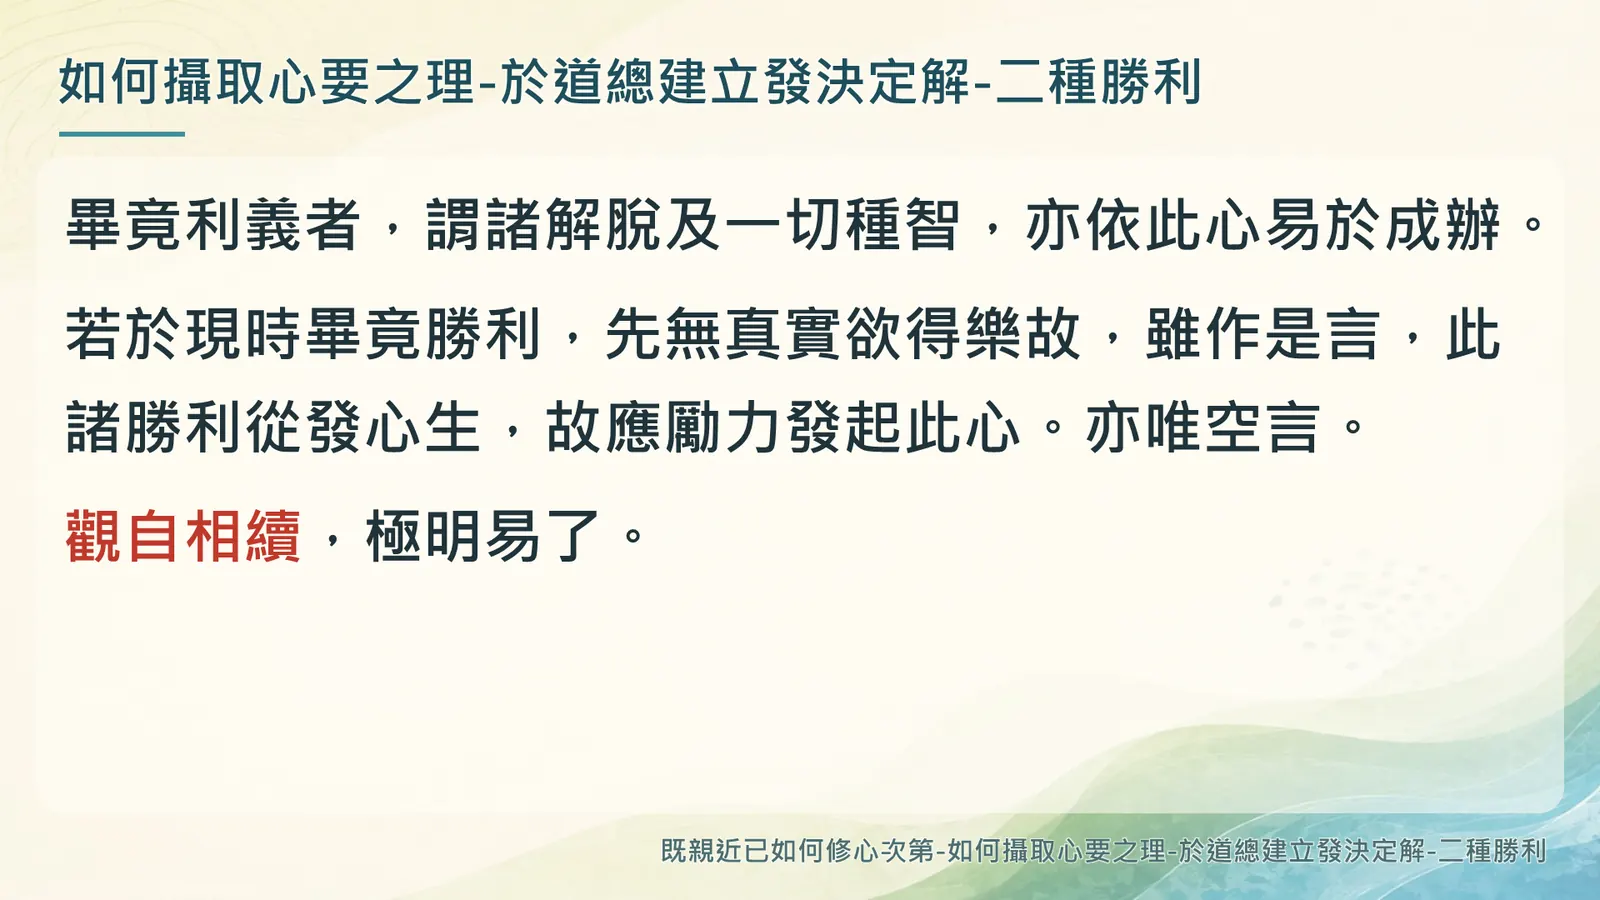 如何攝取心要之理-於道總建立發決定解-二種勝利
畢竟利義者，謂諸解脫及一切種智，亦依此心易於成辦。
若於現時畢竟勝利，先無真實欲得樂故，雖作是言，此
諸勝利從發心生，故應勵力發起此心。亦唯空言。
觀自相續，極明易了。
既親近已如何修心次第-如何攝取心要之理-於道總建立發決定解-二種勝利